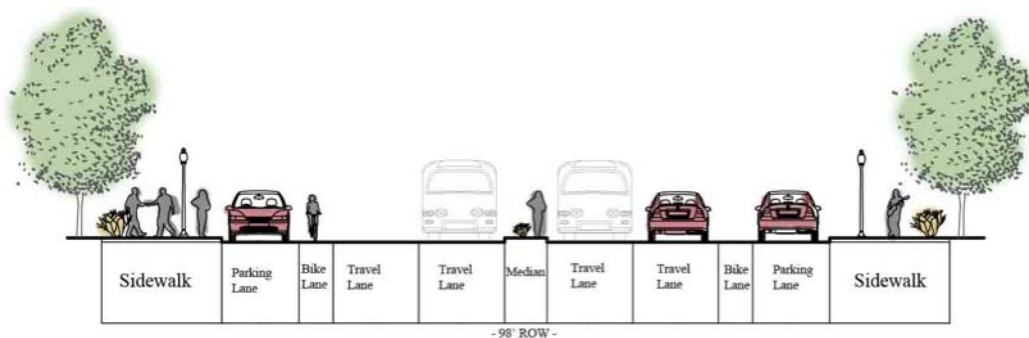 Sidewalk
Parking
Lane
Bike
Lane
Travel
Lane
Travel
Lane
Median
Travel
Lane
Travel
Lane
Bike
Lane
Parking
Lane
Sidewalk
- 98' ROW -